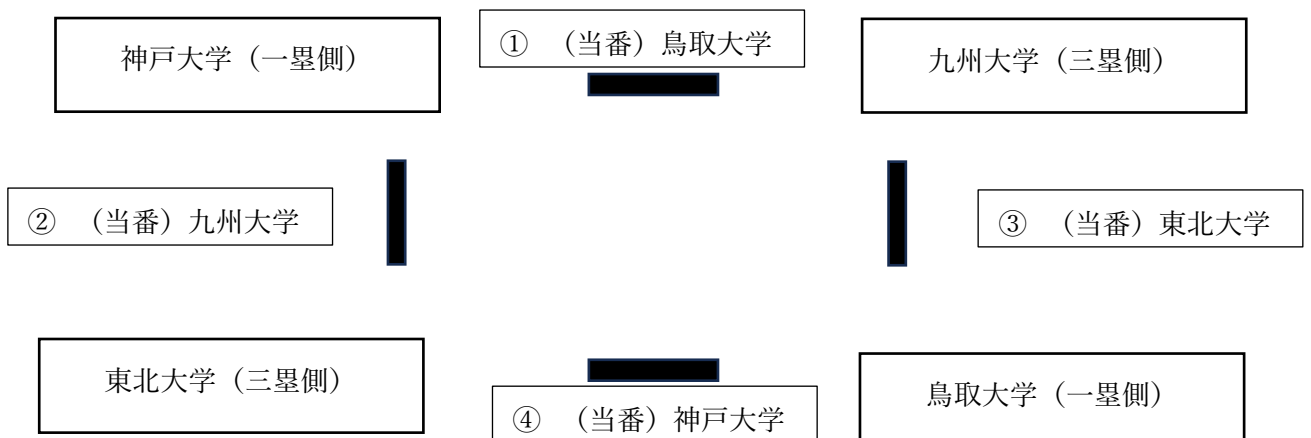 神戸大学（一塁側）
① （当番）鳥取大学
九州大学（三塁側）
② （当番）九州大学
③ （当番）東北大学
東北大学（三塁側）
④ （当番）神戸大学
鳥取大学（一塁側）